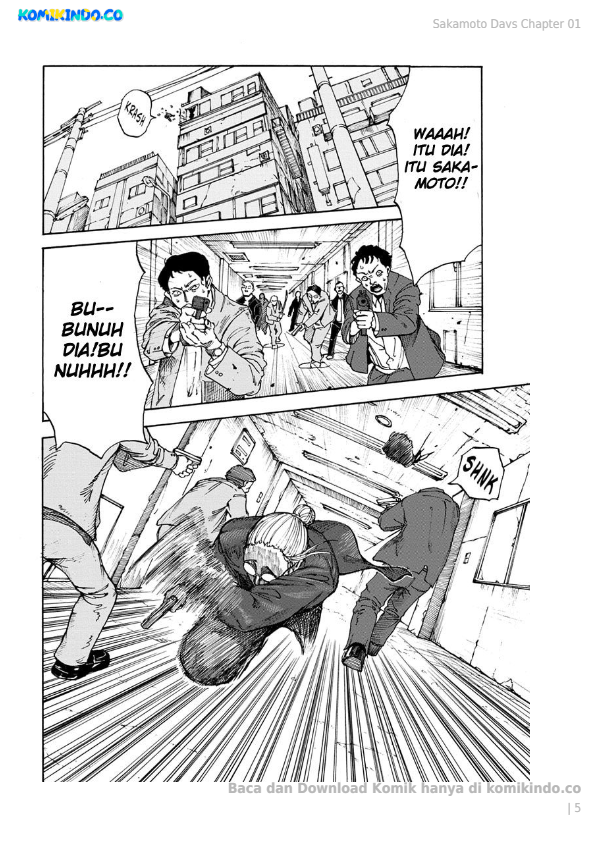 KOMIKINDO.CO
Sakamoto Days Chapter 01
KRASH
WAAAH!
ITU DIA!
ITU SAKA-
MOTO!!
BU--
BUNUH
DIA!BU
NUHHH!!
SHNK
Baca dan Download Komik hanya di komikindo.co
| 5